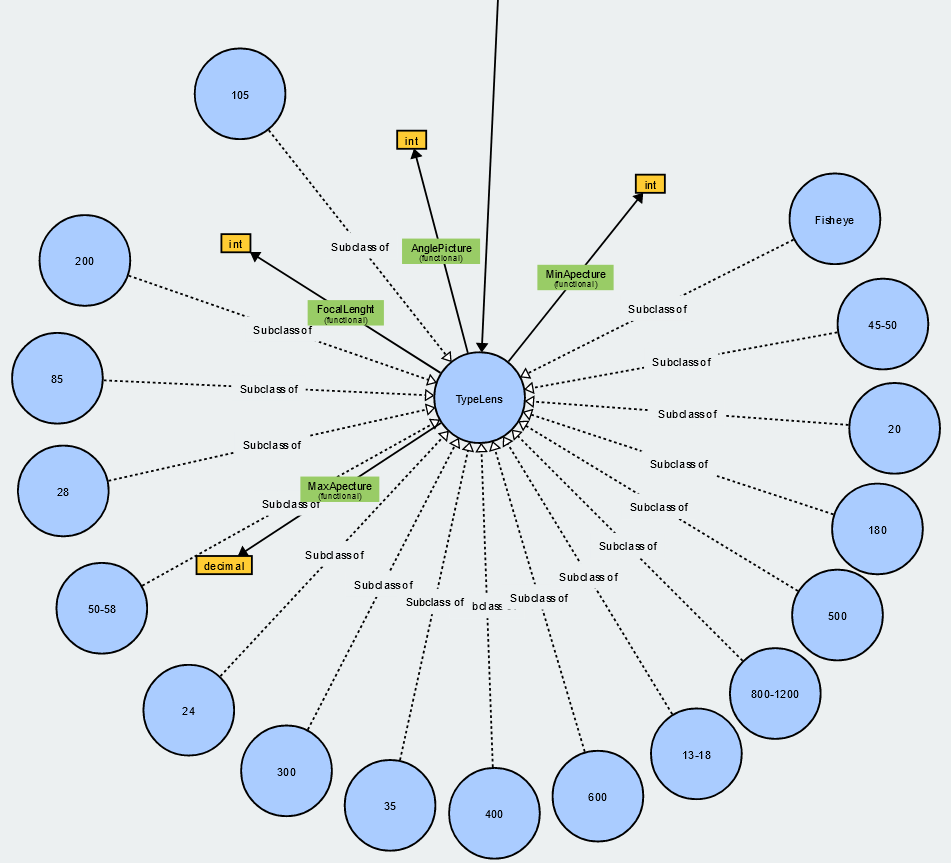 105
int
int
Fisheye
int
200
Subclass of
AnglePicture
(functional)
MinApecture
(functional)
FocalLenght
(functional)
Subclass of
Subclass of
45-50
Subclass of
85
Subclass of
TypeLens
Subclass of
20
Subclass of
28
Subclass of
MaxApecture
(functional)
Subclass of
Subclass of
180
Subclass of
Subclass of
decimal
Subclass of
Subclass of
Subclass of
Subclass of
bclass
50-58
500
24
800-1200
13-18
300
35
400
600